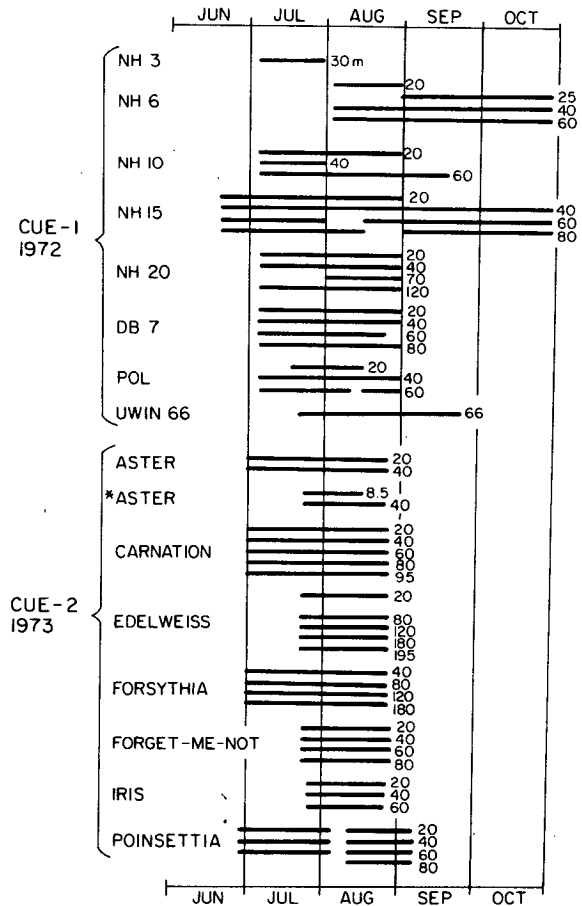 JUN JUL AUG SEP OCT
CUE-1
1972
NH 3 30 m
NH 6 20
25
40
60
NH 10 20
40
60
NH 15 20
40
60
80
NH 20 20
40
70
120
DB 7 20
40
60
80
POL 20
40
60
UWIN 66 66
CUE-2
1973
ASTER 20
40
*ASTER 8.5
40
CARNATION 20
40
60
80
95
EDELWEISS 20
80
120
180
195
FORSYTHIA 40
80
120
180
FORGET-ME-NOT 20
40
60
80
IRIS 20
40
60
POINSETTIA 20
40
60
80
JUN JUL AUG SEP OCT